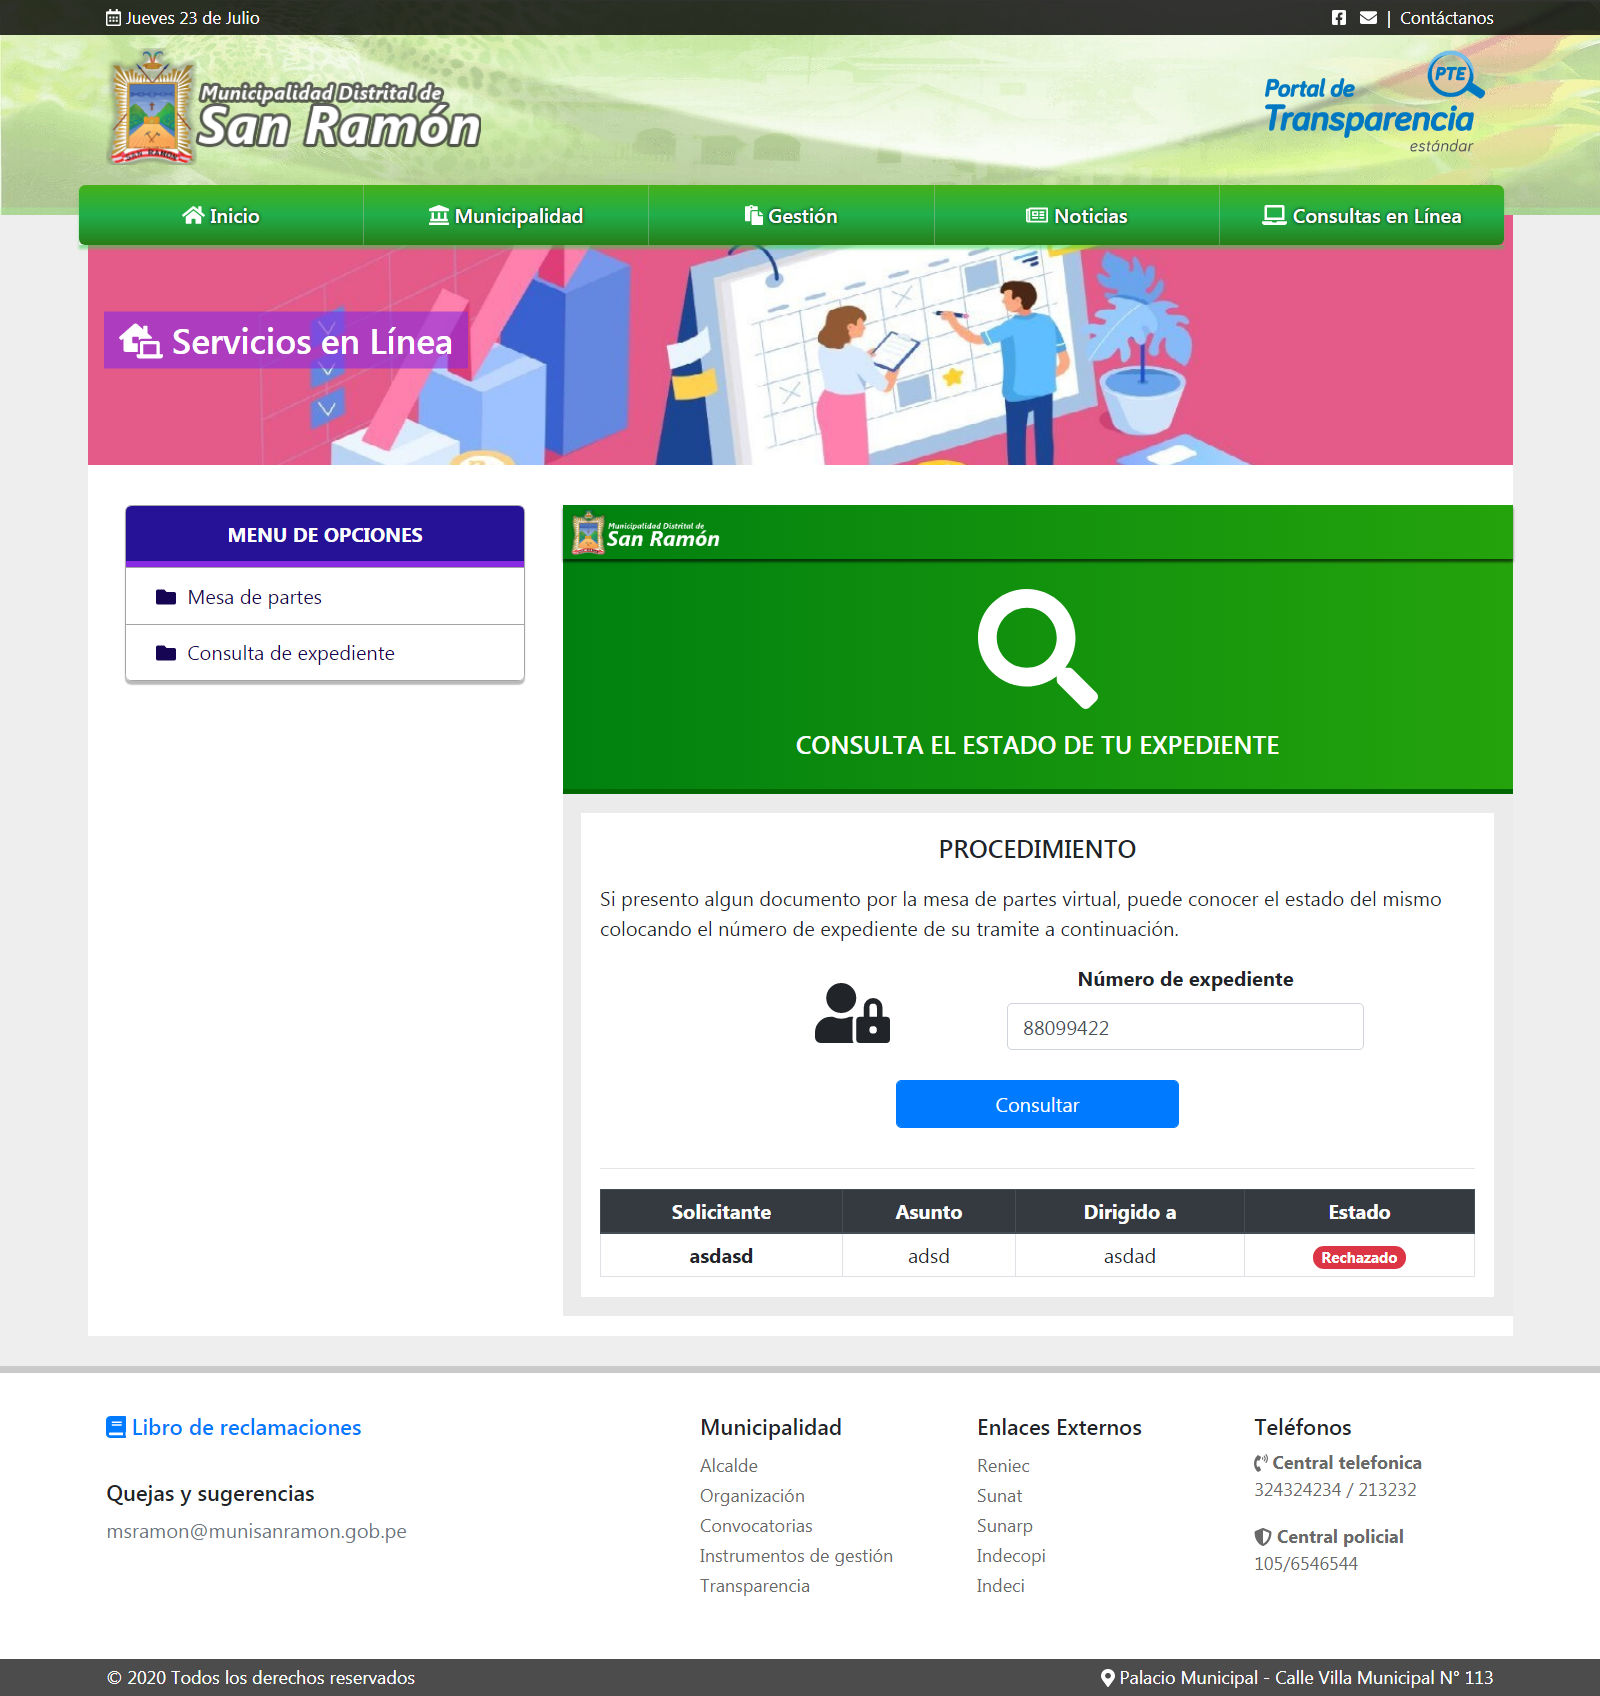 Jueves 23 de Julio
| Contáctanos
Municipalidad Distrital de
San Ramón
SAN RAMON
PTE
Portal de
Transparencia
estándar
Inicio
Municipalidad
Gestión
Noticias
Consultas en Línea
Servicios en Línea
MENU DE OPCIONES
Mesa de partes
Consulta de expediente
Municipalidad Distrital de
San Ramón
CONSULTA EL ESTADO DE TU EXPEDIENTE
PROCEDIMIENTO
Si presento algun documento por la mesa de partes virtual, puede conocer el estado del mismo
colocando el número de expediente de su tramite a continuación.
Número de expediente
88099422
Consultar
Solicitante Asunto Dirigido a Estado
asdasd adsd asdad Rechazado
Libro de reclamaciones
Quejas y sugerencias
msramon@munisanramon.gob.pe
Municipalidad
Alcalde
Organización
Convocatorias
Instrumentos de gestión
Transparencia
Enlaces Externos
Reniec
Sunat
Sunarp
Indecopi
Indeci
Teléfonos
Central telefonica
324324234 / 213232
Central policial
105/6546544
© 2020 Todos los derechos reservados
Palacio Municipal - Calle Villa Municipal N° 113